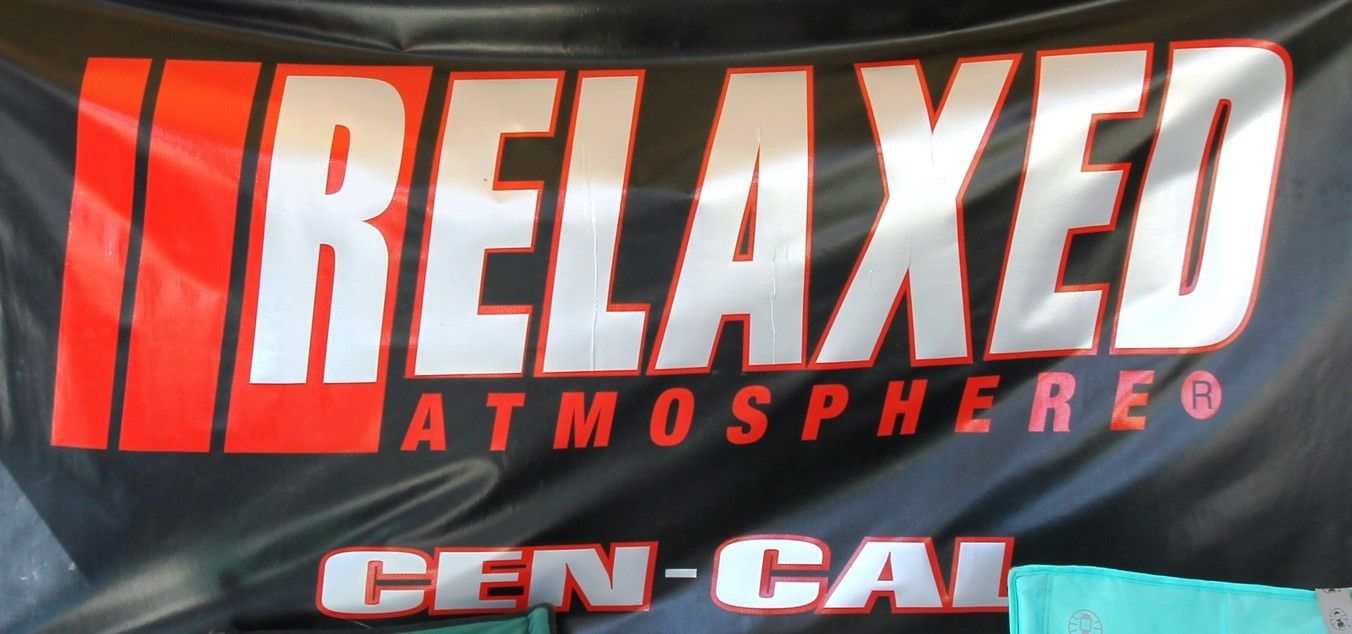 RELAXED
ATMOSPHERE®
CEN-CAL